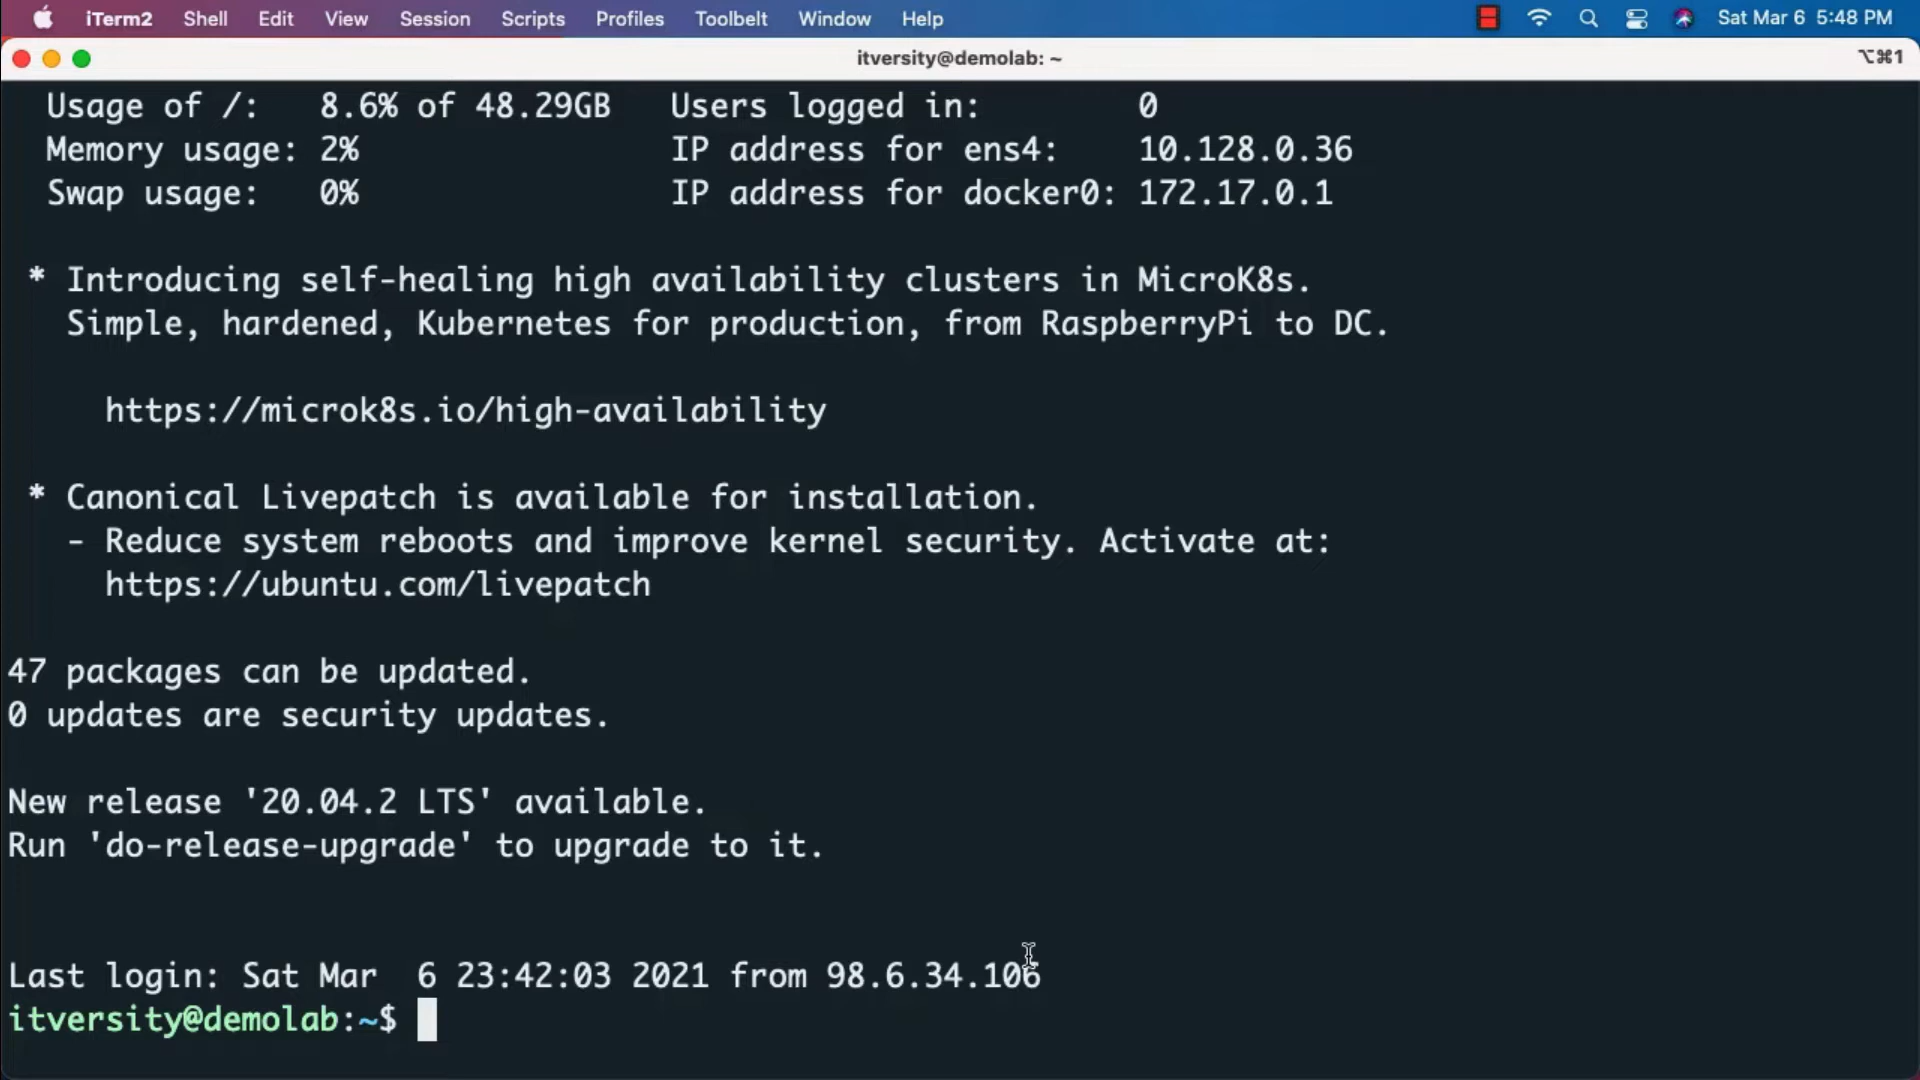 iTerm2 Shell Edit View Session Scripts Profiles Toolbelt Window Help Sat Mar 6 5:48 PM
itversity@demolab: ~ ⌥⌘1
Usage of /: 8.6% of 48.29GB Users logged in: 0
Memory usage: 2% IP address for ens4: 10.128.0.36
Swap usage: 0% IP address for docker0: 172.17.0.1
* Introducing self-healing high availability clusters in MicroK8s.
Simple, hardened, Kubernetes for production, from RaspberryPi to DC.
https://microk8s.io/high-availability
* Canonical Livepatch is available for installation.
- Reduce system reboots and improve kernel security. Activate at:
https://ubuntu.com/livepatch
47 packages can be updated.
0 updates are security updates.
New release '20.04.2 LTS' available.
Run 'do-release-upgrade' to upgrade to it.
Last login: Sat Mar  6 23:42:03 2021 from 98.6.34.106
itversity@demolab:~$